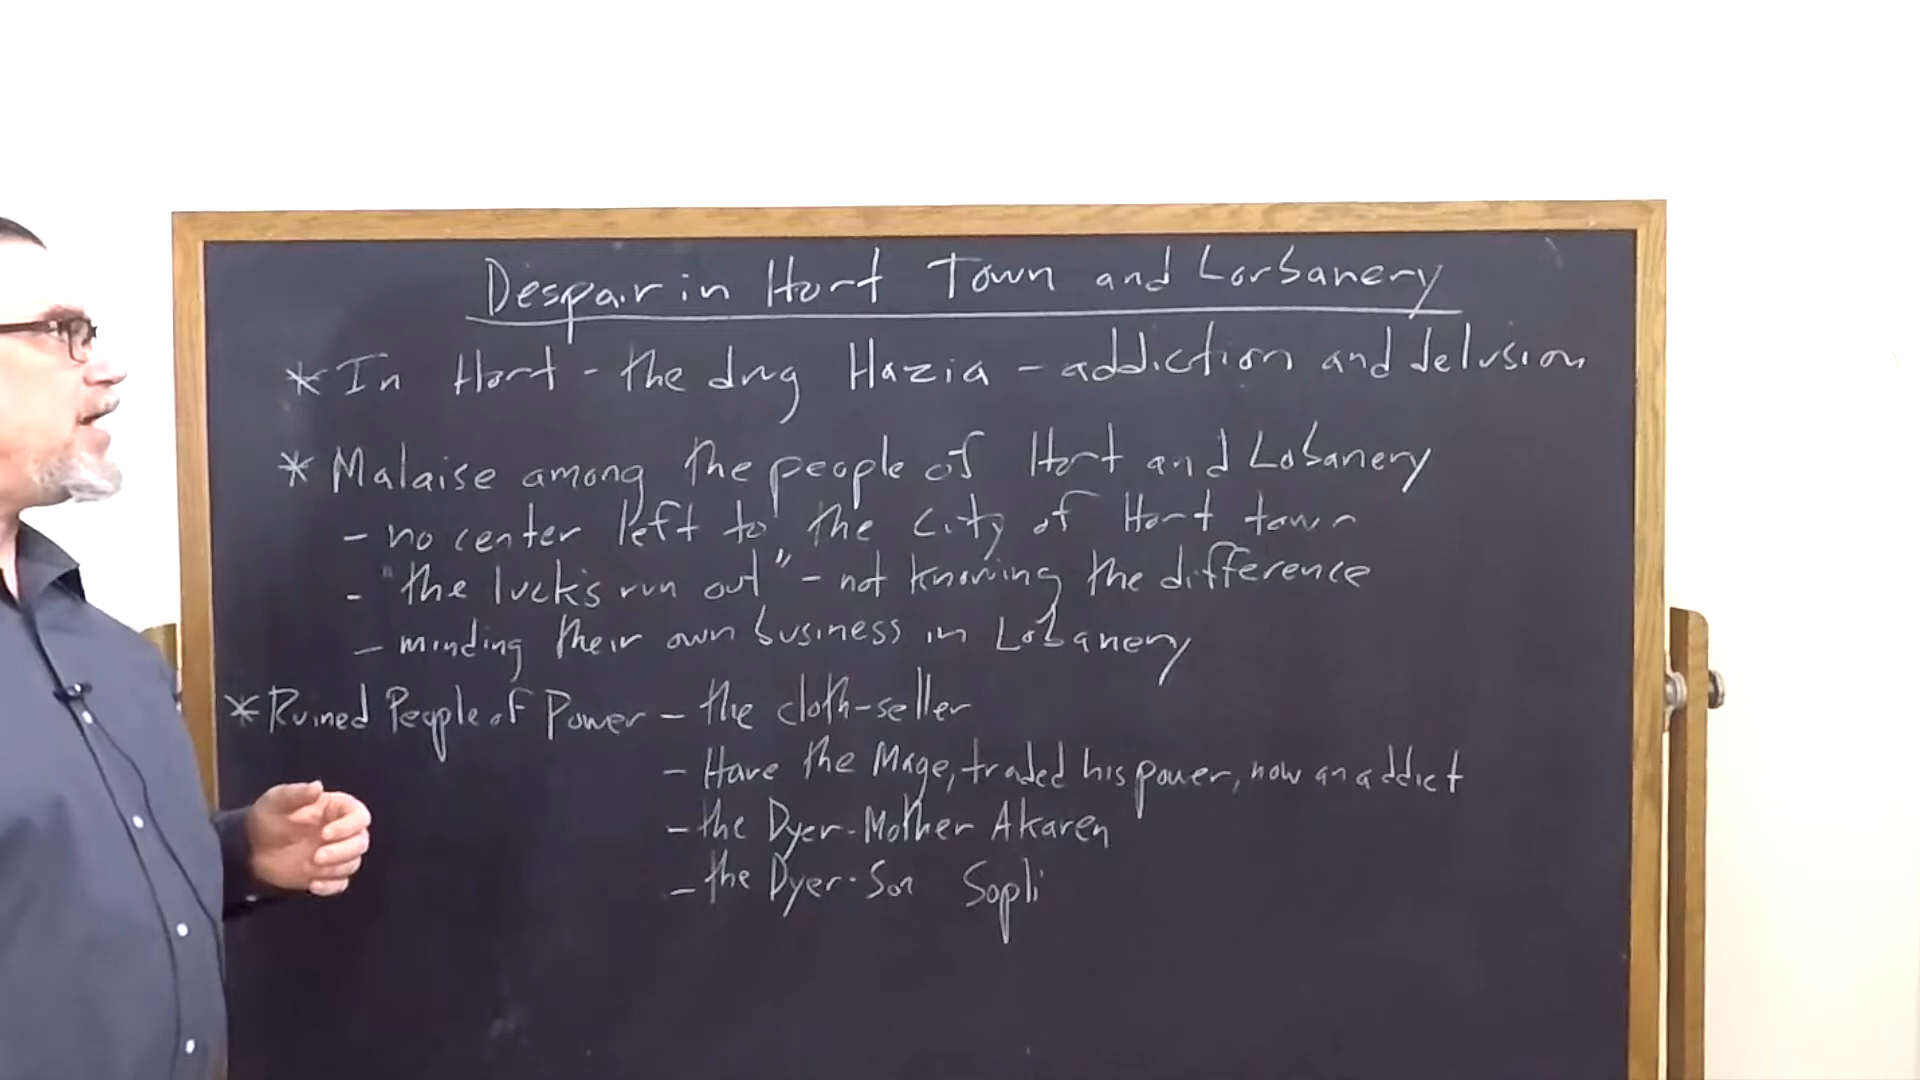 Despair in Hort Town and Lorbanery
* In Hort - the drug Hazia - addiction and delusion
* Malaise among the people of Hort and Lobanery
- no center left to the city of Hort town
- "the luck's run out" - not knowing the difference
- minding their own business in Lobanery
* Ruined People of Power - the cloth-seller
- Hare the Mage, traded his power, now an addict
- the Dyer-Mother Akaren
- the Dyer-Son Sopli